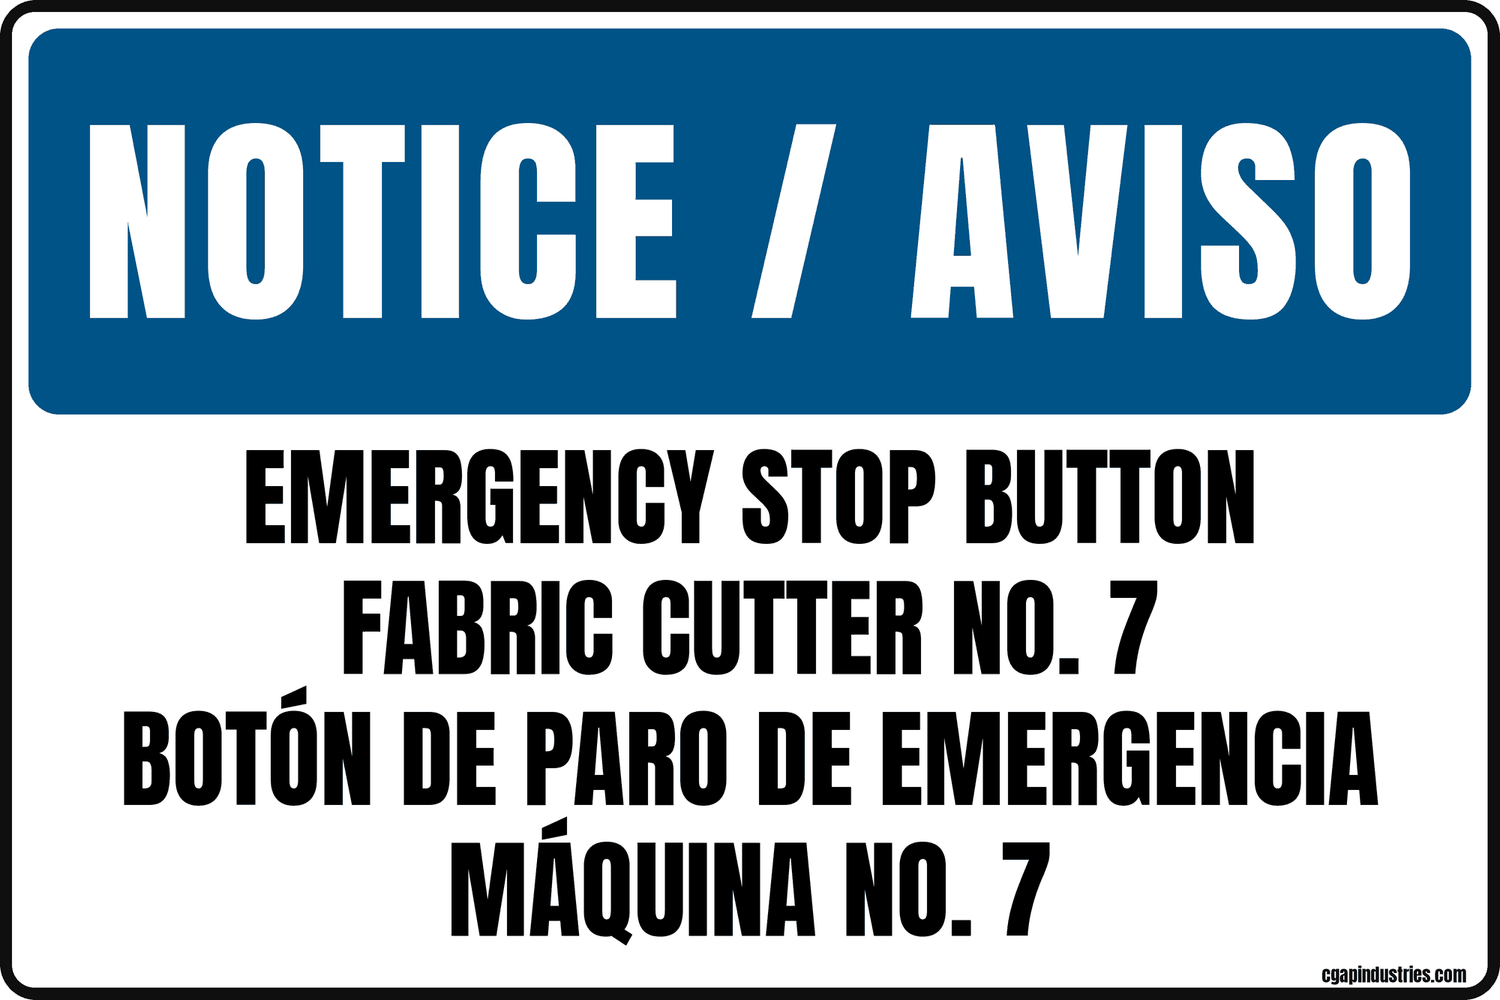 NOTICE / AVISO
EMERGENCY STOP BUTTON
FABRIC CUTTER NO. 7
BOTÓN DE PARO DE EMERGENCIA
MÁQUINA NO. 7
cgapindustries.com